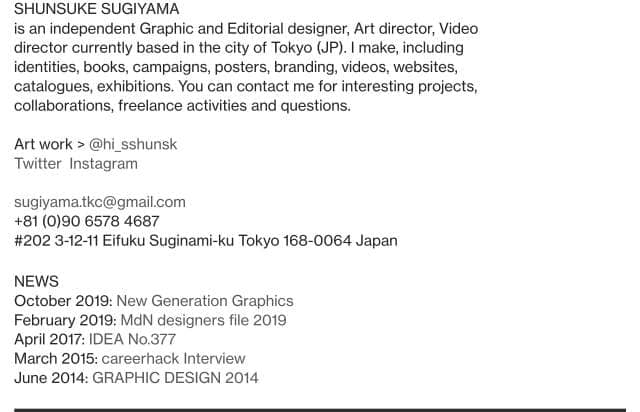 SHUNSUKE SUGIYAMA
is an independent Graphic and Editorial designer, Art director, Video
director currently based in the city of Tokyo (JP). I make, including
identities, books, campaigns, posters, branding, videos, websites,
catalogues, exhibitions. You can contact me for interesting projects,
collaborations, freelance activities and questions.
Art work > @hi_sshunsk
Twitter Instagram
sugiyama.tkc@gmail.com
+81 (0)90 6578 4687
#202 3-12-11 Eifuku Suginami-ku Tokyo 168-0064 Japan
NEWS
October 2019: New Generation Graphics
February 2019: MdN designers file 2019
April 2017: IDEA No.377
March 2015: careerhack Interview
June 2014: GRAPHIC DESIGN 2014